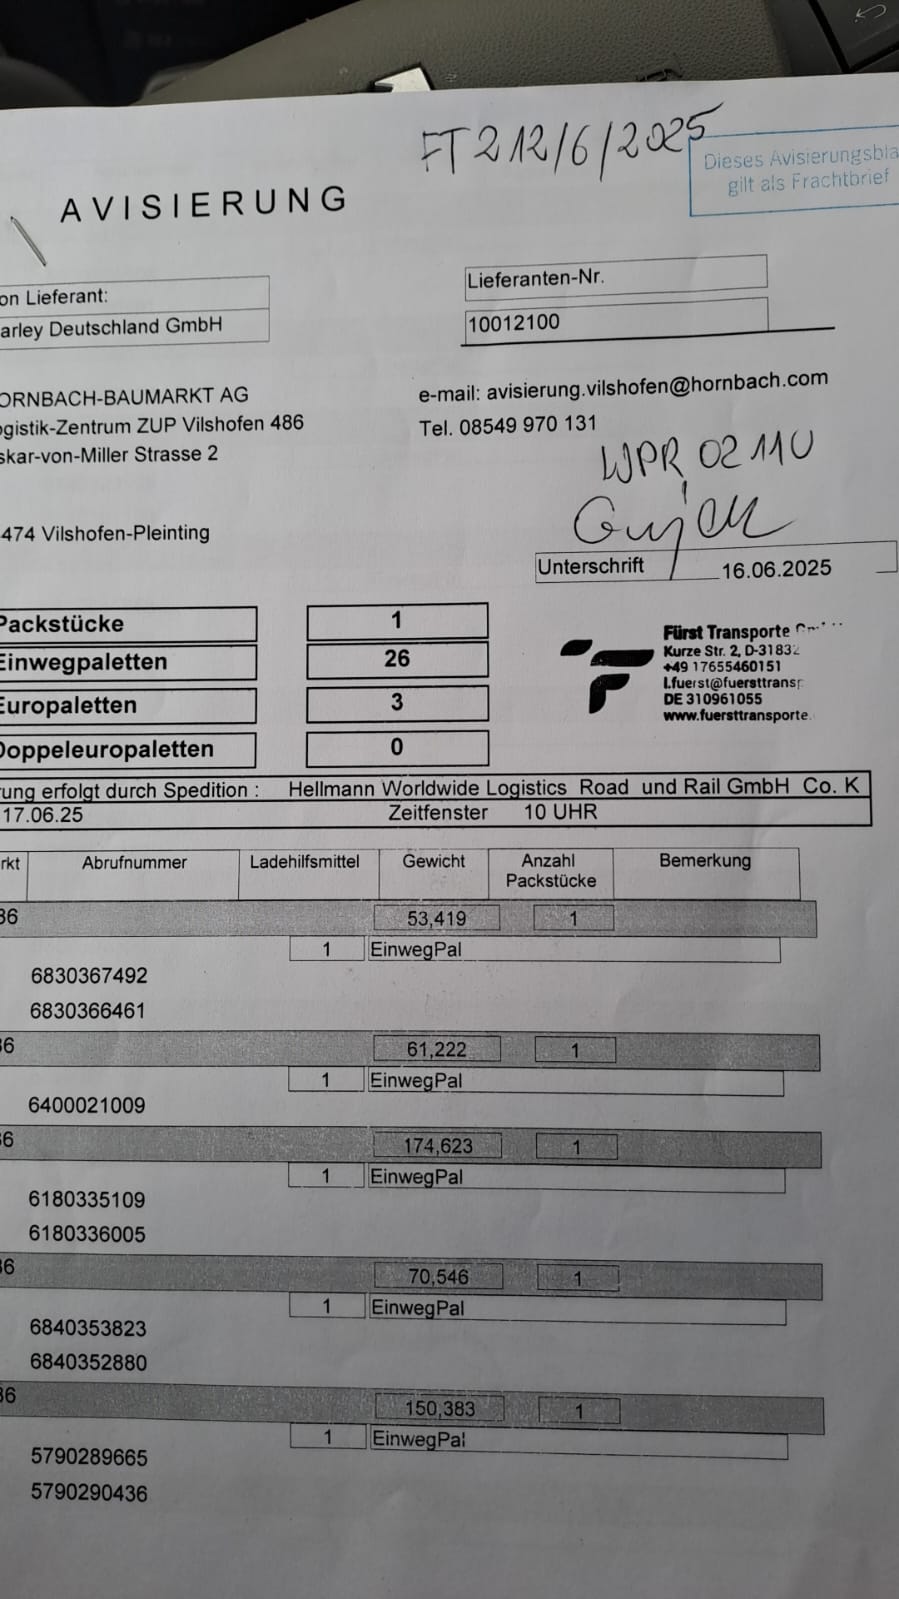 FT 212/6/2025
Dieses Avisierungsbla
gilt als Frachtbrief
AVISIERUNG
on Lieferant:
arley Deutschland GmbH
Lieferanten-Nr.
10012100
ORNBACH-BAUMARKT AG
ogistik-Zentrum ZUP Vilshofen 486
skar-von-Miller Strasse 2
474 Vilshofen-Pleinting
e-mail: avisierung.vilshofen@hornbach.com
Tel. 08549 970 131
WPR 0211U
Unterschrift 16.06.2025
Packstücke 1
Einwegpaletten 26
Europaletten 3
Doppeleuropaletten 0
Fürst Transporte
Kurze Str. 2, D-31832
+49 17655460151
l.fuerst@fuersttransp
DE 310961055
www.fuersttransporte.
rung erfolgt durch Spedition : Hellmann Worldwide Logistics Road und Rail GmbH Co. K
17.06.25 Zeitfenster 10 UHR
rkt Abrufnummer Ladehilfsmittel Gewicht Anzahl Packstücke Bemerkung
86 53,419 1
1 EinwegPal
6830367492
6830366461
86 61,222 1
1 EinwegPal
6400021009
86 174,623 1
1 EinwegPal
6180335109
6180336005
86 70,546 1
1 EinwegPal
6840353823
6840352880
86 150,383 1
1 EinwegPal
5790289665
5790290436